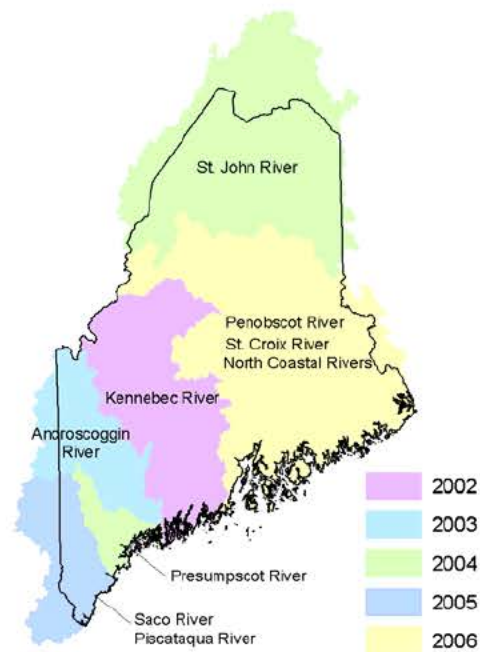 St. John River
Penobscot River
St. Croix River
North Coastal Rivers
Kennebec River
Androscoggin
River
2002
2003
2004
2005
2006
Presumpscot River
Saco River
Piscataqua River